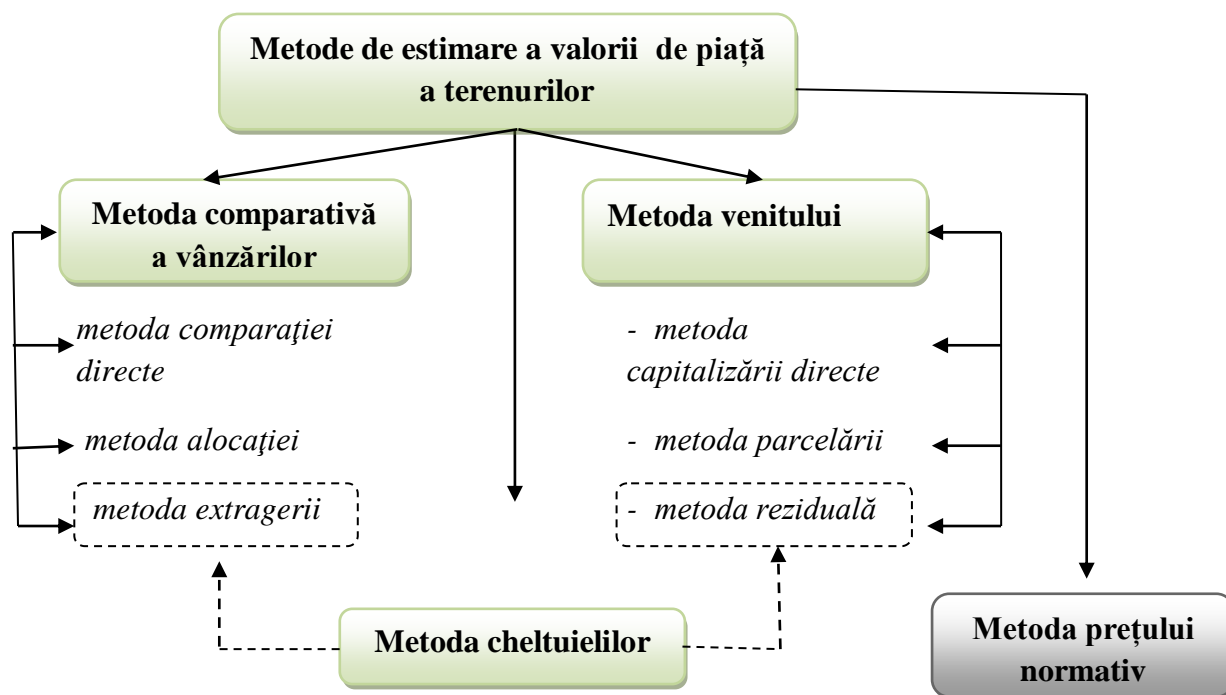 Metode de estimare a valorii de piață
a terenurilor
Metoda comparativă
a vânzărilor
Metoda venitului
metoda comparaţiei
directe
- metoda
capitalizării directe
metoda alocaţiei
- metoda parcelării
metoda extragerii
- metoda reziduală
Metoda cheltuielilor
Metoda prețului
normativ